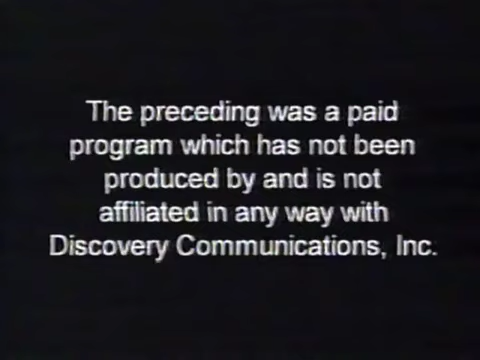 The preceding was a paid
program which has not been
produced by and is not
affiliated in any way with
Discovery Communications, Inc.